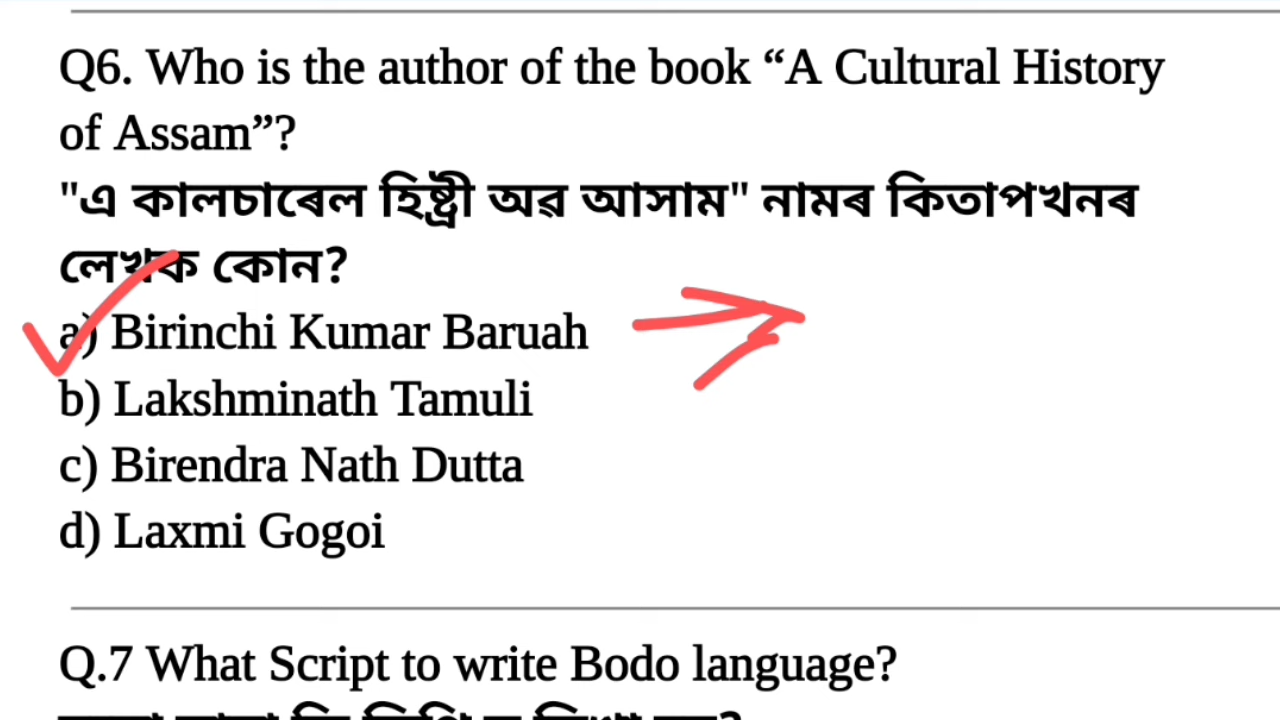 Q6. Who is the author of the book “A Cultural History
of Assam”?
"এ কালচাৰেল হিষ্ট্ৰী অৱ আসাম" নামৰ কিতাপখনৰ
লেখক কোন?
a) Birinchi Kumar Baruah
b) Lakshminath Tamuli
c) Birendra Nath Dutta
d) Laxmi Gogoi
Q.7 What Script to write Bodo language?